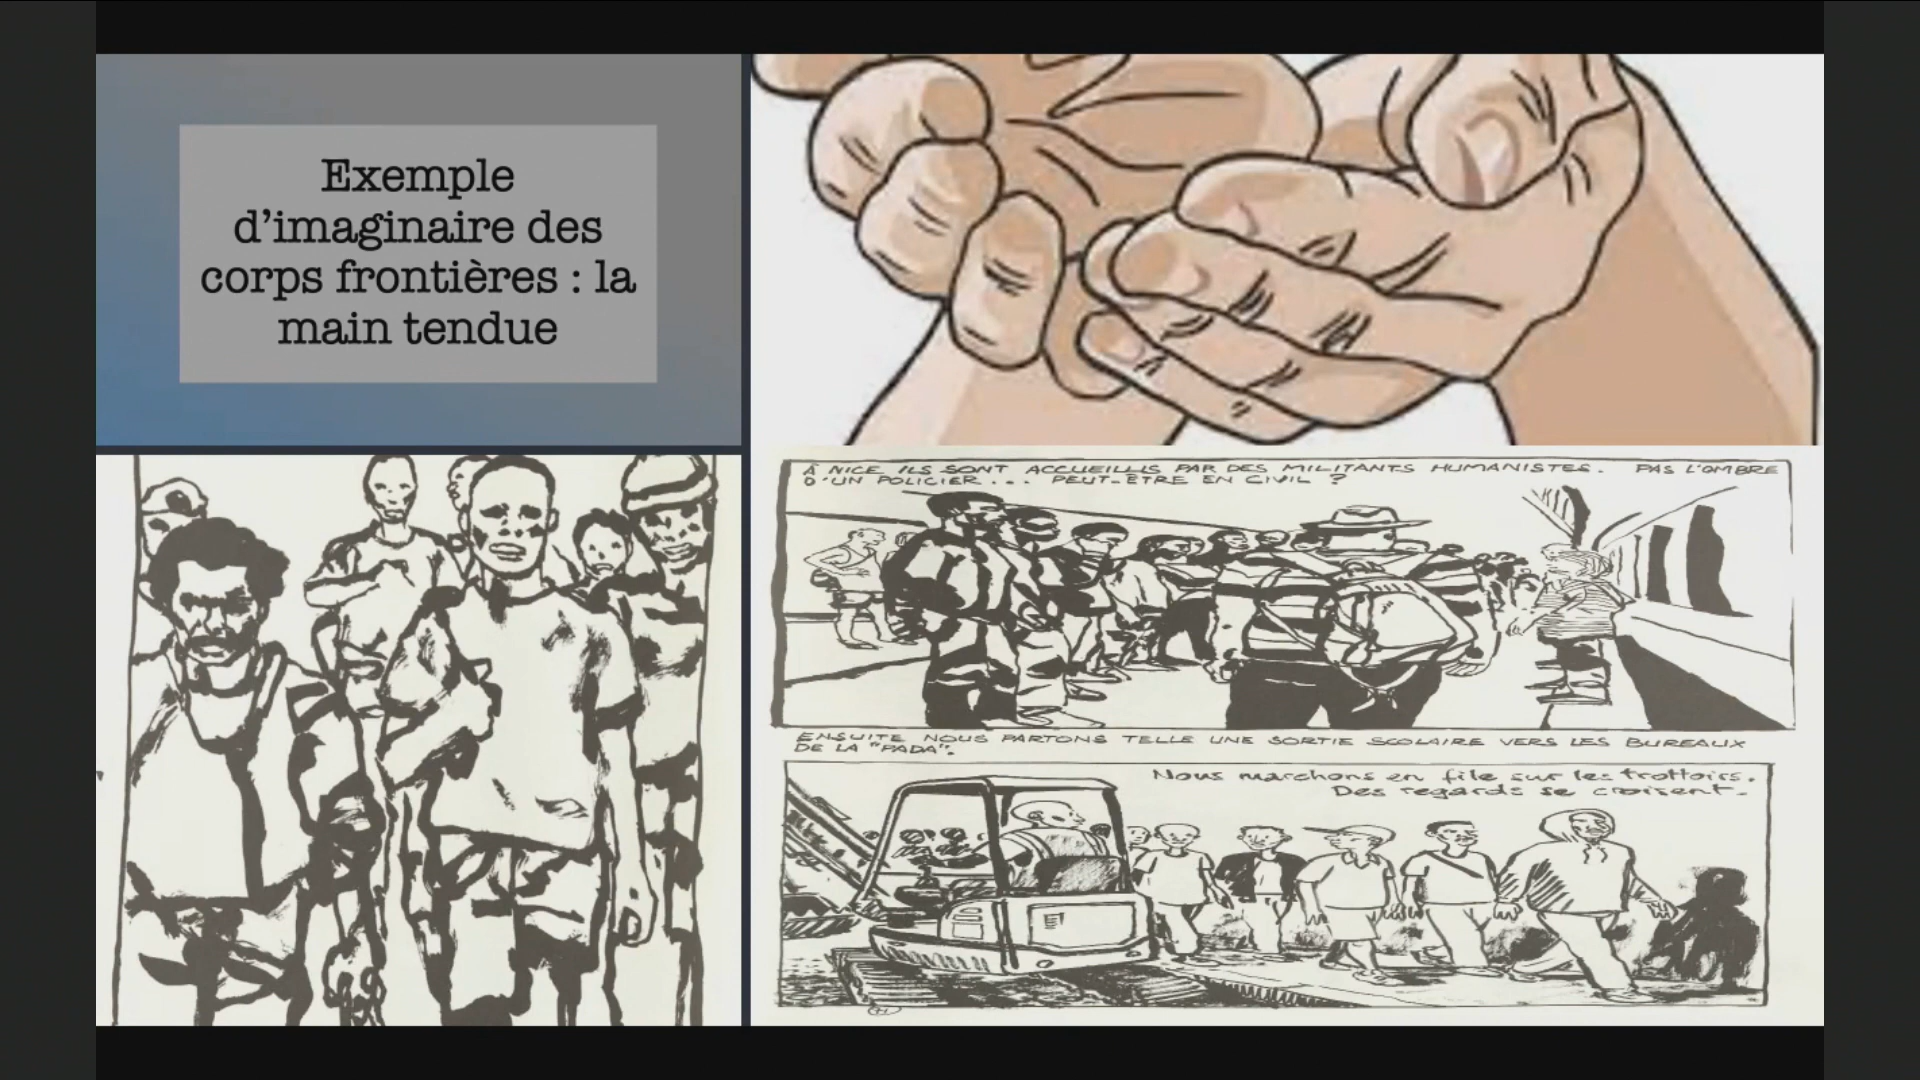 Exemple
d'imaginaire des
corps frontières : la
main tendue
À NICE ILS SONT ACCUEILLIS PAR DES MILITANTS HUMANISTES. PAS L'OMBRE
D'UN POLICIER... PEUT-ÊTRE EN CIVIL ?
ENSUITE NOUS PARTONS TELLE UNE SORTIE SCOLAIRE VERS LES BUREAUX
DE LA "PADA".
Nous marchons en file sur les trottoirs.
Des regards se croisent.